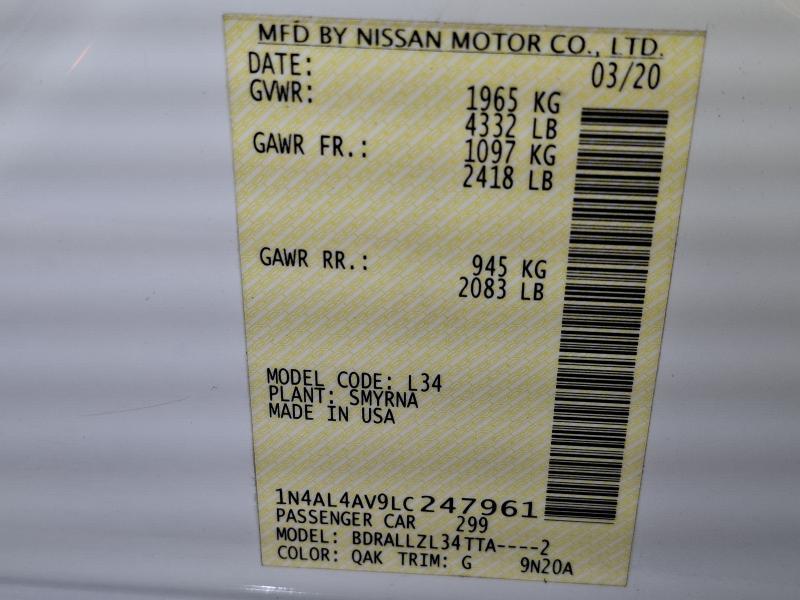 MFD BY NISSAN MOTOR CO., LTD.
DATE: 03/20
GVWR: 1965 KG
4332 LB
GAWR FR.: 1097 KG
2418 LB
GAWR RR.: 945 KG
2083 LB
MODEL CODE: L34
PLANT: SMYRNA
MADE IN USA
1N4AL4AV9LC247961
PASSENGER CAR 299
MODEL: BDRALLZL34TTA----2
COLOR: QAK TRIM: G 9N20A